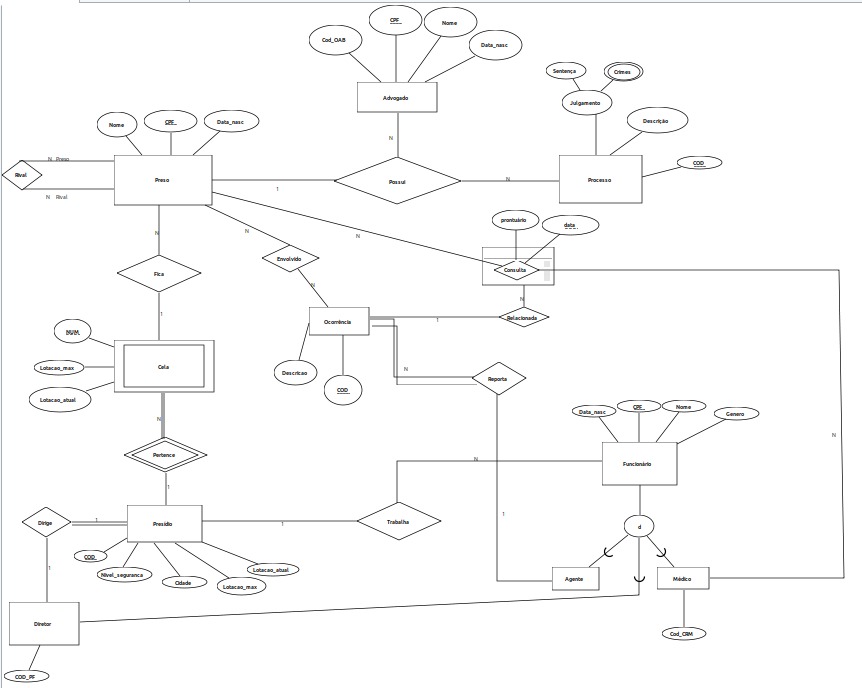 CPF
Nome
Cod_OAB
Data_nasc
Sentença
Crimes
Advogado
Julgamento
Nome
CPF
Data_nasc
Descrição
N
N Preso
COD
Rival
Preso
Possui
N
Processo
1
N Rival
prontuário
data
N
N
N
Envolvido
Consulta
Fica
N
N
1
Ocorrência
1
Relacionada
NUM
Cela
Lotacao_max
N
Descricao
Reporta
COD
Lotacao_atual
Data_nasc
CPF
Nome
Genero
N
N
Pertence
N
Funcionário
1
Dirige
1
Presídio
1
Trabalha
1
d
COD
1
Nivel_seguranca
Cidade
Lotacao_max
Lotacao_atual
Agente
Médico
Diretor
Cod_CRM
COD_PF